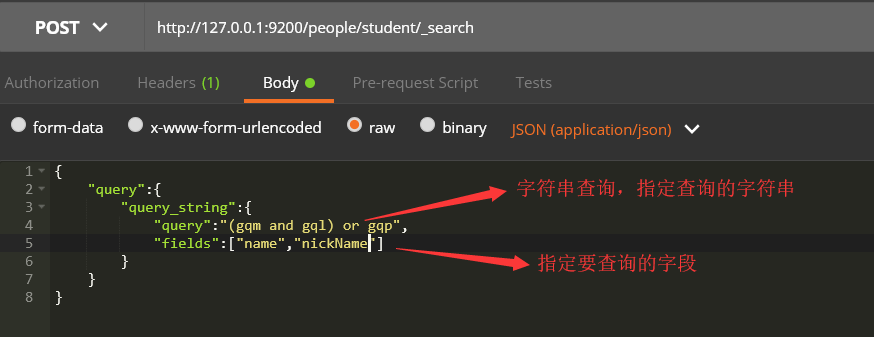 POST http://127.0.0.1:9200/people/student/_search
Authorization Headers (1) Body Pre-request Script Tests
form-data x-www-form-urlencoded raw binary JSON (application/json)
1 {
2 "query":{
字符串查询，指定查询的字符串
3 "query_string":{
4 "query":"(gqm and gql) or gqp",
5 "fields":["name","nickName"]
指定要查询的字段
6 }
7 }
8 }